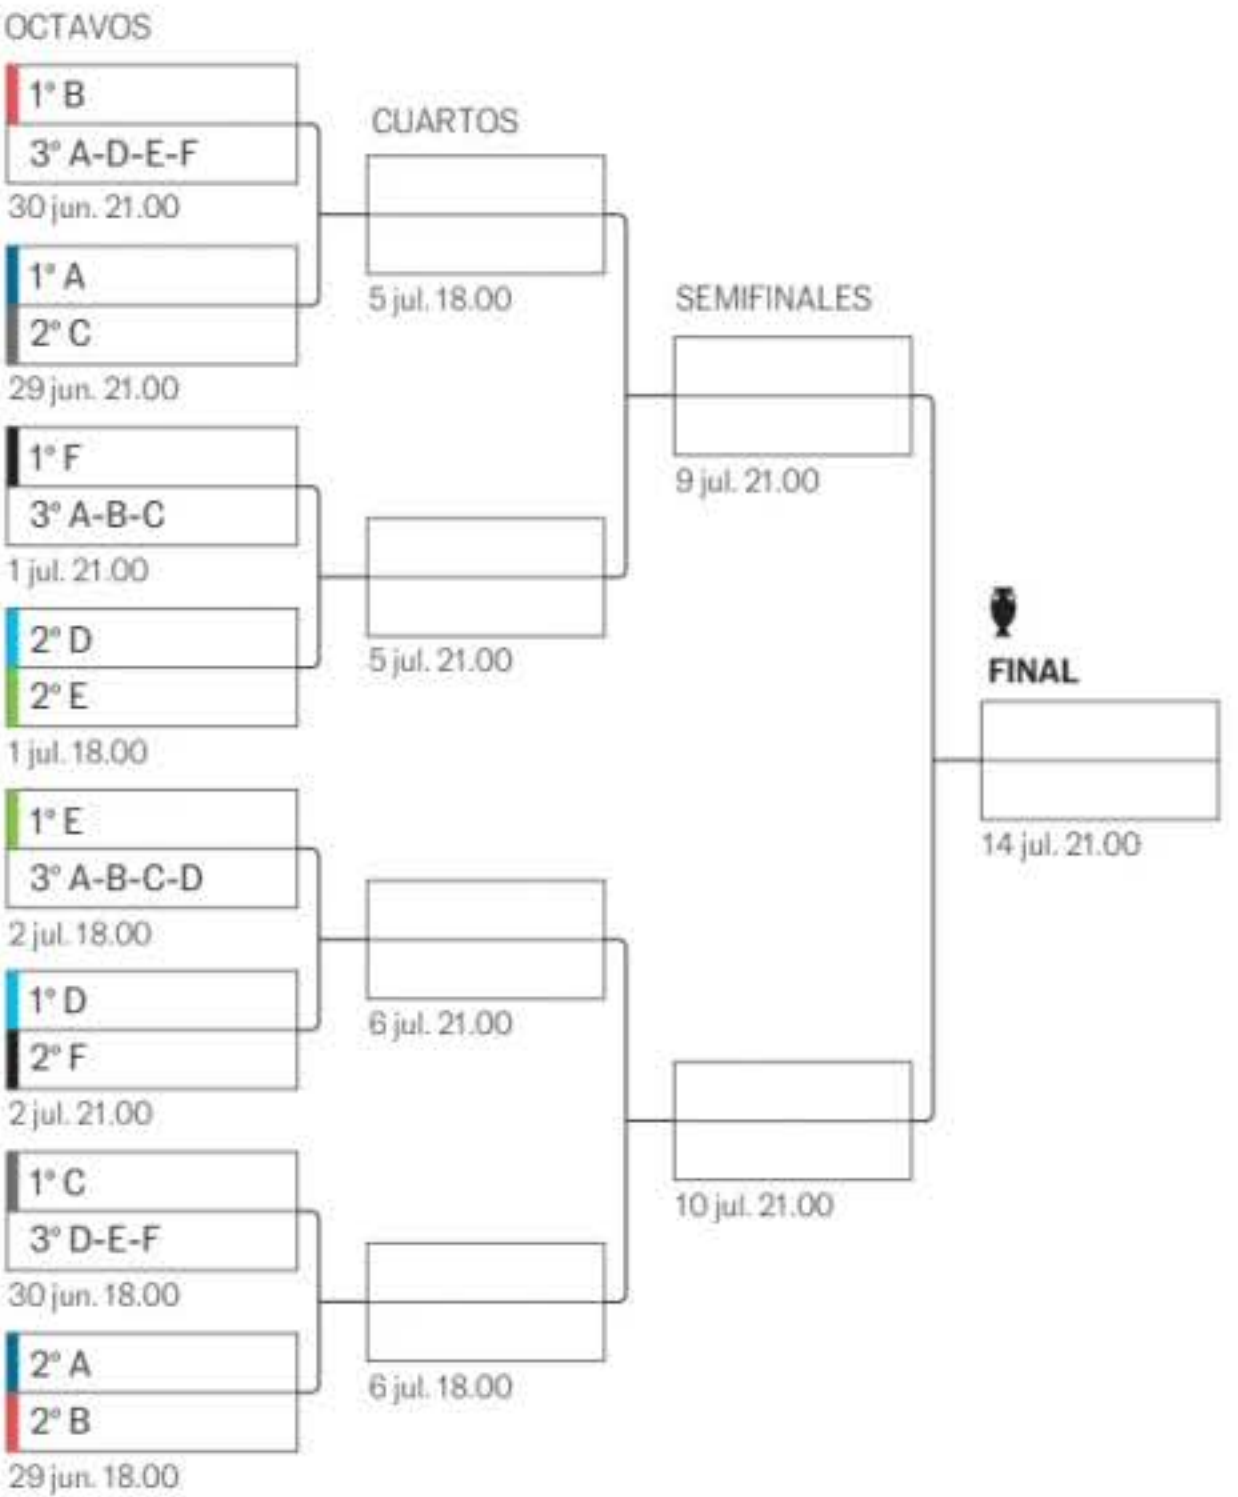 OCTAVOS
1° B
3° A-D-E-F
30 jun. 21.00
1° A
2° C
29 jun. 21.00
1° F
3° A-B-C
1 jul. 21.00
2° D
2° E
1 jul. 18.00
1° E
3° A-B-C-D
2 jul. 18.00
1° D
2° F
2 jul. 21.00
1° C
3° D-E-F
30 jun. 18.00
2° A
2° B
29 jun. 18.00
CUARTOS
5 jul. 18.00
5 jul. 21.00
6 jul. 21.00
6 jul. 18.00
SEMIFINALES
9 jul. 21.00
10 jul. 21.00
FINAL
14 jul. 21.00